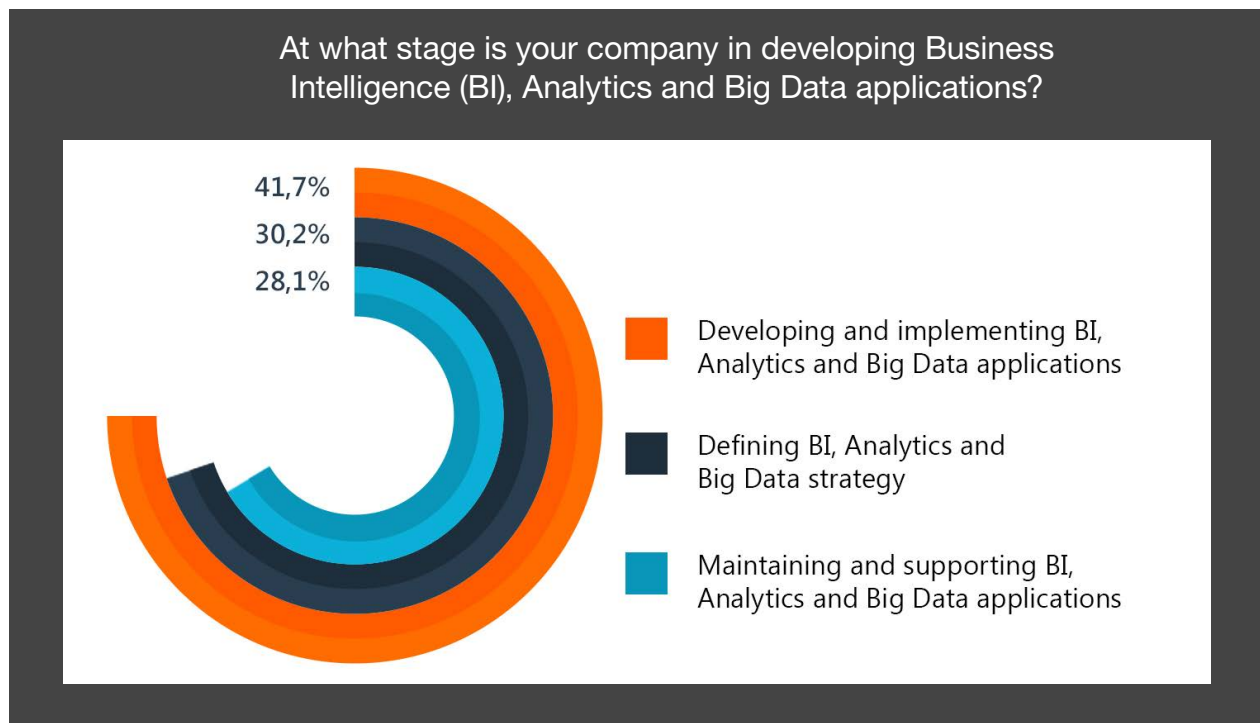 At what stage is your company in developing Business
Intelligence (BI), Analytics and Big Data applications?
41,7%
30,2%
28,1%
Developing and implementing BI,
Analytics and Big Data applications
Defining BI, Analytics and
Big Data strategy
Maintaining and supporting BI,
Analytics and Big Data applications